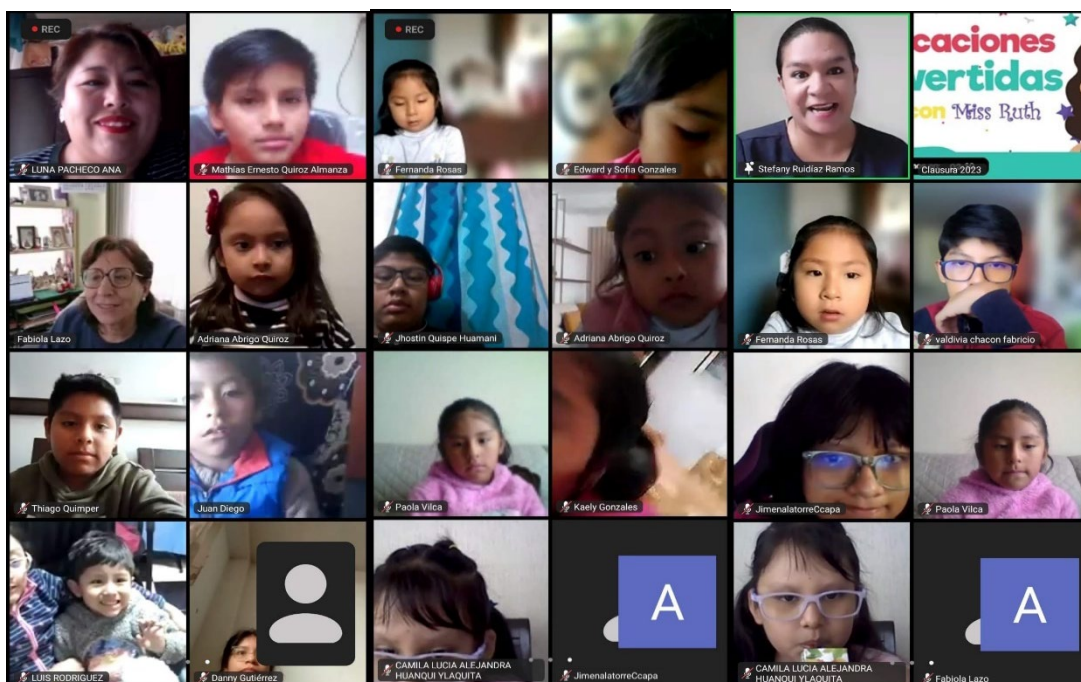 REC
REC
caciones
vertidas
con Miss Ruth
LUNA PACHECO ANA
Mathías Ernesto Quiroz Almanza
Fernanda Rosas
Edward y Sofia Gonzales
Stefany Ruidíaz Ramos
Clausura 2023
Fabiola Lazo
Adriana Abrigo Quiroz
Jhostin Quispe Huamani
Adriana Abrigo Quiroz
Fernanda Rosas
valdivia chacon fabricio
Thiago Quimper
Juan Diego
Paola Vilca
Kaely Gonzales
JimenalatorreCcapa
Paola Vilca
LUIS RODRIGUEZ
Danny Gutiérrez
CAMILA LUCIA ALEJANDRA
HUANQUI YLAQUITA
A
JimenalatorreCcapa
CAMILA LUCIA ALEJANDRA
HUANQUI YLAQUITA
A
Fabiola Lazo